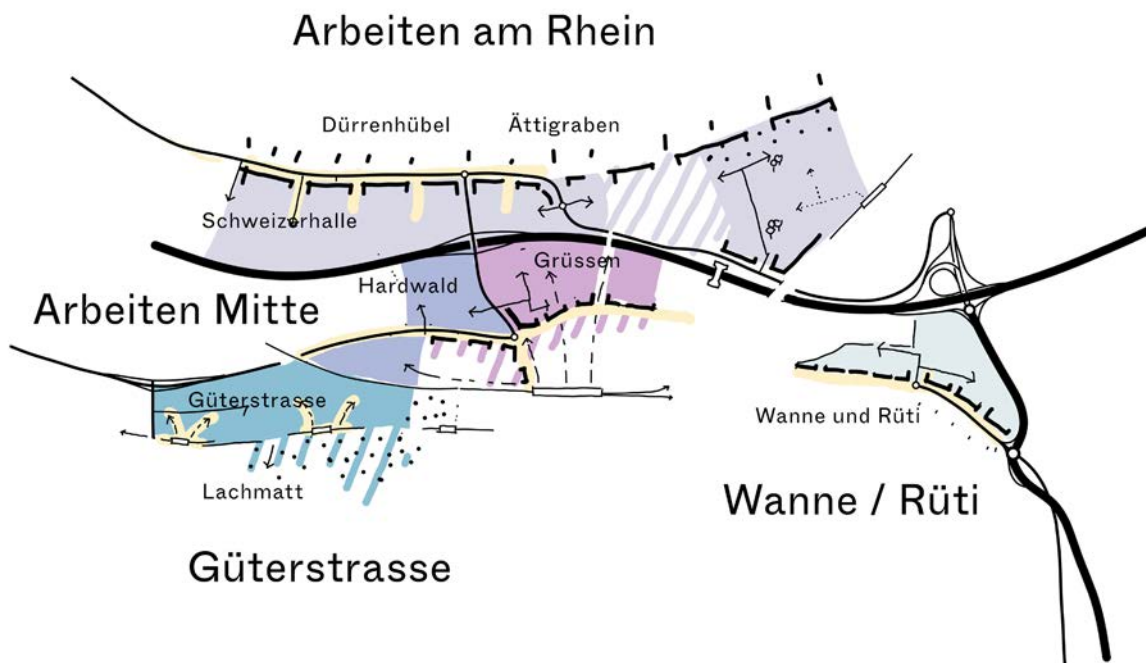 Arbeiten am Rhein
Dürrenhübel
Ättigraben
Schweizerhalle
Grüssen
Hardwald
Arbeiten Mitte
Güterstrasse
Wanne und Rüti
Lachmatt
Wanne / Rüti
Güterstrasse